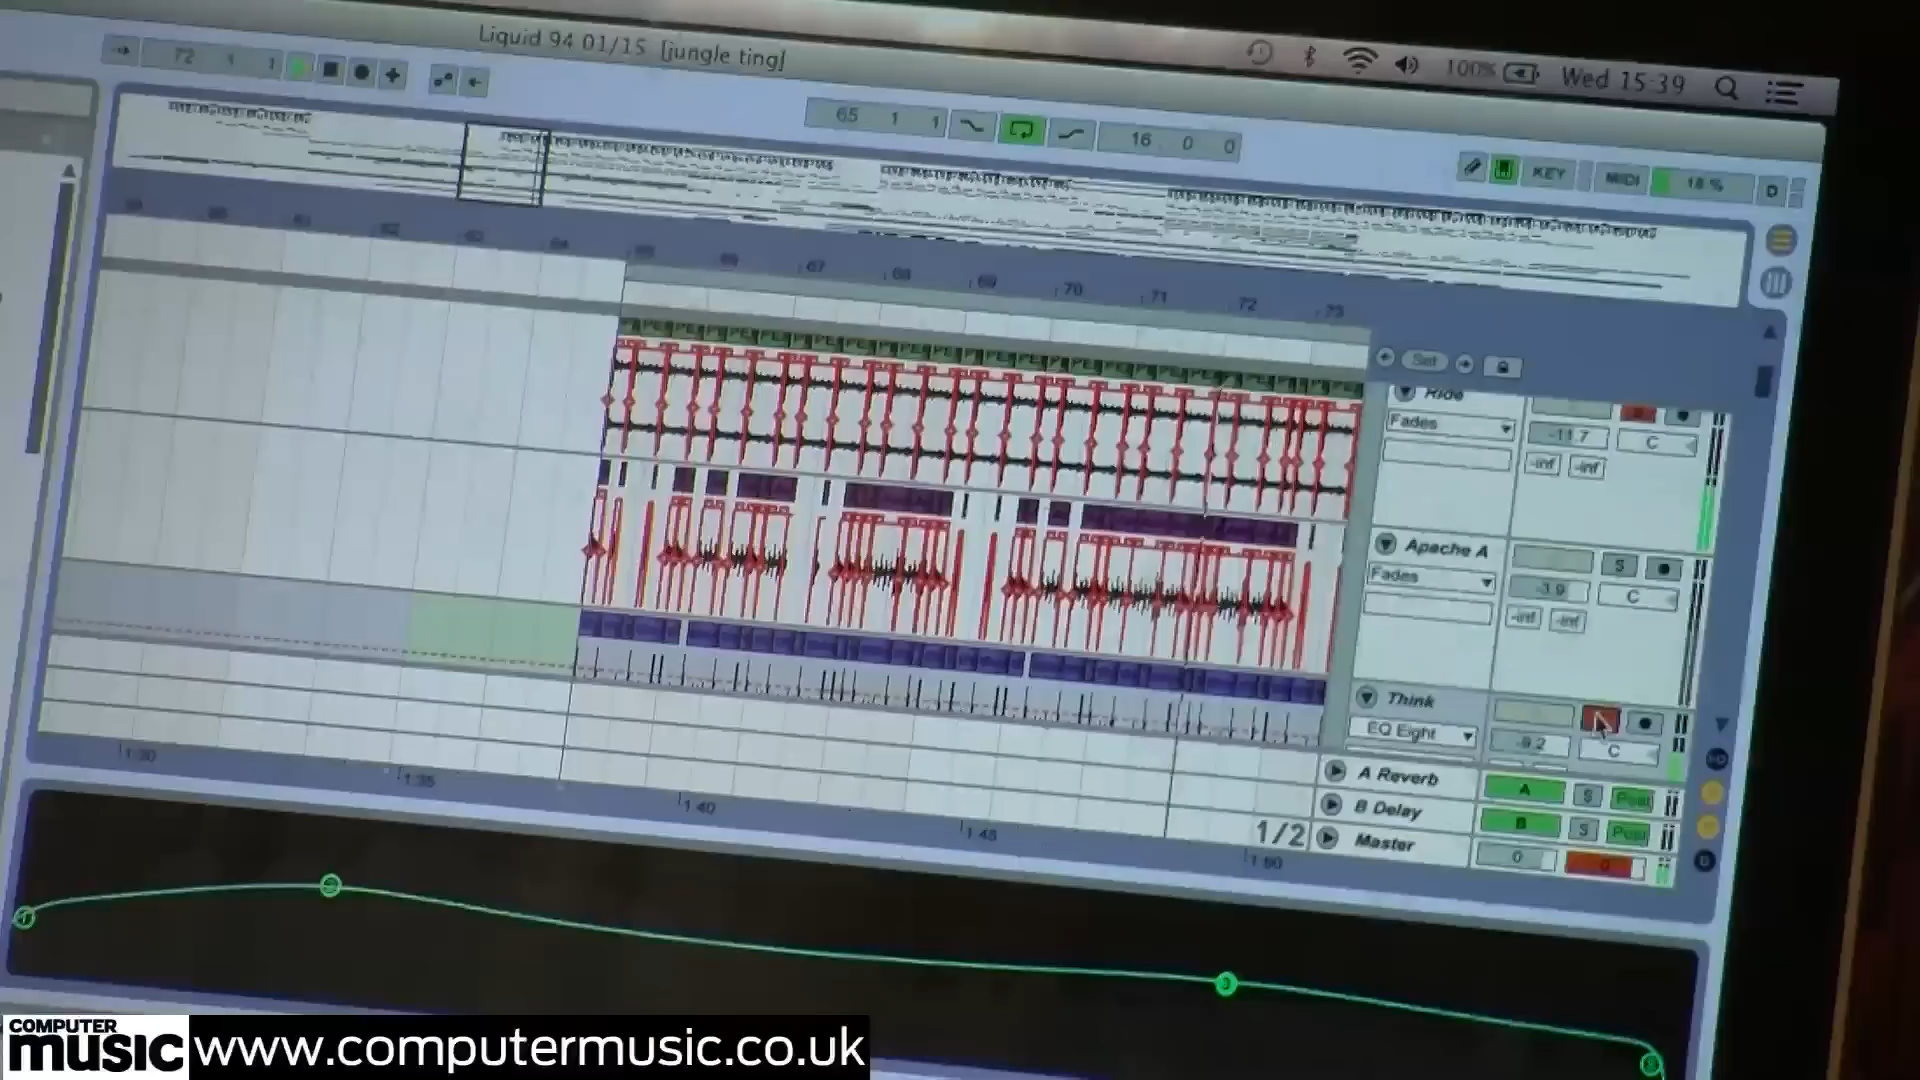 Liquid 94 01/15 [jungle ting]
100%
Wed 15:39
72 1 1
65 1 1
16 0 0
KEY
MIDI
18 %
D
67
68
69
70
71
72
73
Set
Ride
Fades
-11.7
C
-inf
-inf
Apache A
S
Fades
-3.9
C
-inf
-inf
Think
EQ Eight
-9.2
C
A Reverb
A
S
Post
B Delay
B
S
Post
1/2
Master
0
0
1:30
1:35
1:40
1:45
1:50
3
COMPUTER
music
www.computermusic.co.uk